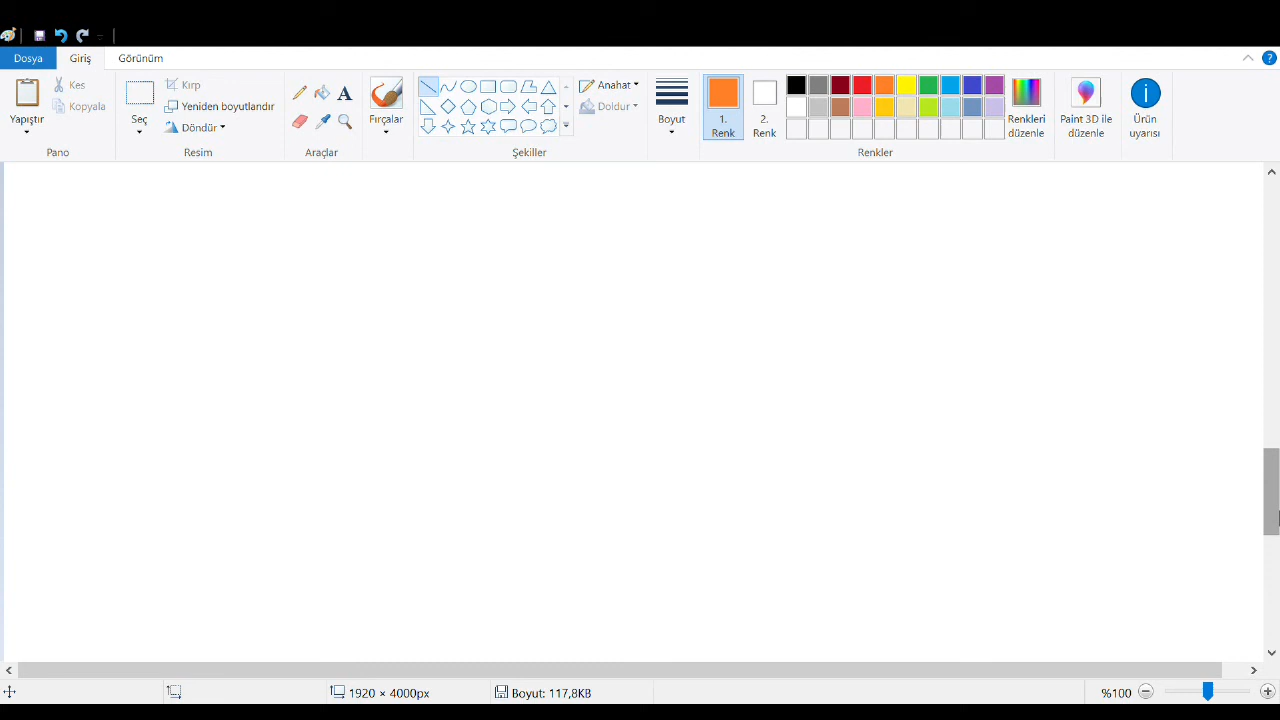 Dosya Giriş Görünüm
Yapıştır
Kes
Kopyala
Pano
Seç
Kırp
Yeniden boyutlandır
Döndür
Resim
A
Araçlar
Fırçalar
Anahat
Doldur
Şekiller
Boyut
1.
Renk
2.
Renk
Renkleri
düzenle
Renkler
Paint 3D ile
düzenle
Ürün
uyarısı
1920 × 4000px
Boyut: 117,8KB
%100